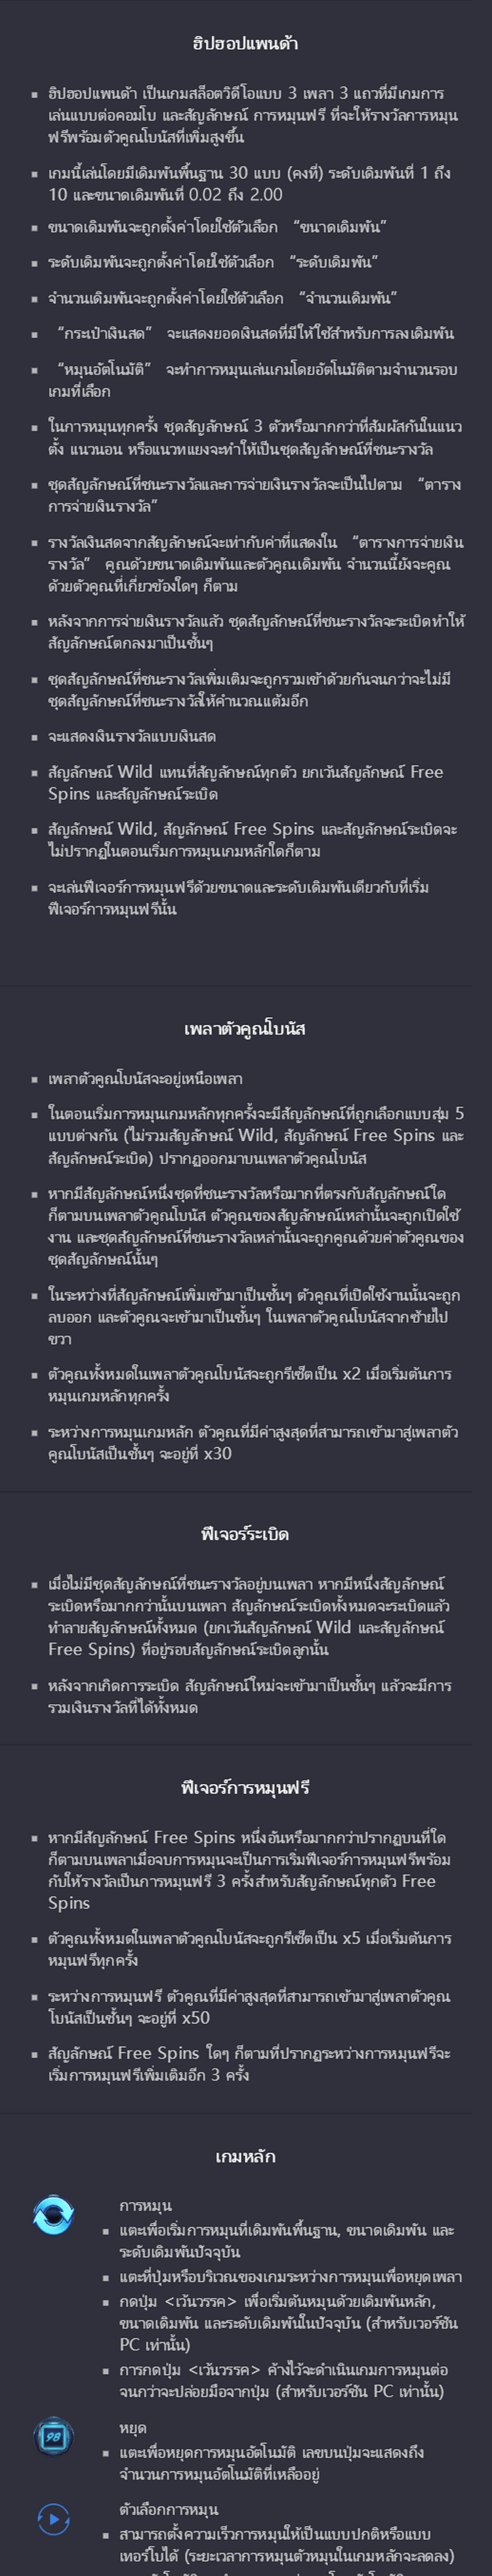 ฮิปฮอปแพนด้า
ฮิปฮอปแพนด้า เป็นเกมสล็อตวิดีโอแบบ 3 เพลา 3 แถวที่มีเกมการ
เล่นแบบต่อคอมโบ และสัญลักษณ์ การหมุนฟรี ที่จะให้รางวัลการหมุน
ฟรีพร้อมตัวคูณโบนัสที่เพิ่มสูงขึ้น
เกมนี้เล่นโดยมีเดิมพันพื้นฐาน 30 แบบ (คงที่) ระดับเดิมพันที่ 1 ถึง
10 และขนาดเดิมพันที่ 0.02 ถึง 2.00
ขนาดเดิมพันจะถูกตั้งค่าโดยใช้ตัวเลือก “ขนาดเดิมพัน”
ระดับเดิมพันจะถูกตั้งค่าโดยใช้ตัวเลือก “ระดับเดิมพัน”
จำนวนเดิมพันจะถูกตั้งค่าโดยใช้ตัวเลือก “จำนวนเดิมพัน”
“กระเป๋าเงินสด” จะแสดงยอดเงินสดที่มีให้ใช้สำหรับการลงเดิมพัน
“หมุนอัตโนมัติ” จะทำการหมุนเล่นเกมโดยอัตโนมัติตามจำนวนรอบ
เกมที่เลือก
ในการหมุนทุกครั้ง ชุดสัญลักษณ์ 3 ตัวหรือมากกว่าที่สัมผัสกันในแนว
ตั้ง แนวนอน หรือแนวทแยงจะทำให้เป็นชุดสัญลักษณ์ที่ชนะรางวัล
ชุดสัญลักษณ์ที่ชนะรางวัลและการจ่ายเงินรางวัลจะเป็นไปตาม “ตาราง
การจ่ายเงินรางวัล”
รางวัลเงินสดจากสัญลักษณ์จะเท่ากับค่าที่แสดงใน “ตารางการจ่ายเงิน
รางวัล” คูณด้วยขนาดเดิมพันและตัวคูณเดิมพัน จำนวนนี้ยังจะคูณ
ด้วยตัวคูณที่เกี่ยวข้องใดๆ ก็ตาม
หลังจากการจ่ายเงินรางวัลแล้ว ชุดสัญลักษณ์ที่ชนะรางวัลจะระเบิดทำให้
สัญลักษณ์ตกลงมาเป็นชั้นๆ
ชุดสัญลักษณ์ที่ชนะรางวัลเพิ่มเติมจะถูกรวมเข้าด้วยกันจนกว่าจะไม่มี
ชุดสัญลักษณ์ที่ชนะรางวัลให้คำนวณแต้มอีก
จะแสดงเงินรางวัลแบบเงินสด
สัญลักษณ์ Wild แทนที่สัญลักษณ์ทุกตัว ยกเว้นสัญลักษณ์ Free
Spins และสัญลักษณ์ระเบิด
สัญลักษณ์ Wild, สัญลักษณ์ Free Spins และสัญลักษณ์ระเบิดจะ
ไม่ปรากฏในตอนเริ่มการหมุนเกมหลักใดก็ตาม
จะเล่นฟีเจอร์การหมุนฟรีด้วยขนาดและระดับเดิมพันเดียวกับที่เริ่ม
ฟีเจอร์การหมุนฟรีนั้น
เพลาตัวคูณโบนัส
เพลาตัวคูณโบนัสจะอยู่เหนือเพลา
ในตอนเริ่มการหมุนเกมหลักทุกครั้งจะมีสัญลักษณ์ที่ถูกเลือกแบบสุ่ม 5
แบบต่างกัน (ไม่รวมสัญลักษณ์ Wild, สัญลักษณ์ Free Spins และ
สัญลักษณ์ระเบิด) ปรากฏออกมาบนเพลาตัวคูณโบนัส
หากมีสัญลักษณ์หนึ่งชุดที่ชนะรางวัลหรือมากที่ตรงกับสัญลักษณ์ใด
ก็ตามบนเพลาตัวคูณโบนัส ตัวคูณของสัญลักษณ์เหล่านั้นจะถูกเปิดใช้
งาน และชุดสัญลักษณ์ที่ชนะรางวัลเหล่านั้นจะถูกคูณด้วยค่าตัวคูณของ
ชุดสัญลักษณ์นั้นๆ
ในระหว่างที่สัญลักษณ์เพิ่มเข้ามาเป็นชั้นๆ ตัวคูณที่เปิดใช้งานนั้นจะถูก
ลบออก และตัวคูณจะเข้ามาเป็นชั้นๆ ในเพลาตัวคูณโบนัสจากซ้ายไป
ขวา
ตัวคูณทั้งหมดในเพลาตัวคูณโบนัสจะถูกรีเซ็ตเป็น x2 เมื่อเริ่มต้นการ
หมุนเกมหลักทุกครั้ง
ระหว่างการหมุนเกมหลัก ตัวคูณที่มีค่าสูงสุดที่สามารถเข้ามาสู่เพลาตัว
คูณโบนัสเป็นชั้นๆ จะอยู่ที่ x30
ฟีเจอร์ระเบิด
เมื่อไม่มีชุดสัญลักษณ์ที่ชนะรางวัลอยู่บนเพลา หากมีหนึ่งสัญลักษณ์
ระเบิดหรือมากกว่านั้นบนเพลา สัญลักษณ์ระเบิดทั้งหมดจะระเบิดแล้ว
ทำลายสัญลักษณ์ทั้งหมด (ยกเว้นสัญลักษณ์ Wild และสัญลักษณ์
Free Spins) ที่อยู่รอบสัญลักษณ์ระเบิดลูกนั้น
หลังจากเกิดการระเบิด สัญลักษณ์ใหม่จะเข้ามาเป็นชั้นๆ แล้วจะมีการ
รวมเงินรางวัลที่ได้ทั้งหมด
ฟีเจอร์การหมุนฟรี
หากมีสัญลักษณ์ Free Spins หนึ่งอันหรือมากกว่าปรากฏบนที่ใด
ก็ตามบนเพลาเมื่อจบการหมุนจะเป็นการเริ่มฟีเจอร์การหมุนฟรีพร้อม
กับให้รางวัลเป็นการหมุนฟรี 3 ครั้งสำหรับสัญลักษณ์ทุกตัว Free
Spins
ตัวคูณทั้งหมดในเพลาตัวคูณโบนัสจะถูกรีเซ็ตเป็น x5 เมื่อเริ่มต้นการ
หมุนฟรีทุกครั้ง
ระหว่างการหมุนฟรี ตัวคูณที่มีค่าสูงสุดที่สามารถเข้ามาสู่เพลาตัวคูณ
โบนัสเป็นชั้นๆ จะอยู่ที่ x50
สัญลักษณ์ Free Spins ใดๆ ก็ตามที่ปรากฏระหว่างการหมุนฟรีจะ
เริ่มการหมุนฟรีเพิ่มเติมอีก 3 ครั้ง
เกมหลัก
การหมุน
แตะเพื่อเริ่มการหมุนที่เดิมพันพื้นฐาน, ขนาดเดิมพัน และ
ระดับเดิมพันปัจจุบัน
แตะที่ปุ่มหรือบริเวณของเกมระหว่างการหมุนเพื่อหยุดเพลา
กดปุ่ม <เว้นวรรค> เพื่อเริ่มต้นหมุนด้วยเดิมพันหลัก,
ขนาดเดิมพัน และระดับเดิมพันในปัจจุบัน (สำหรับเวอร์ชัน
PC เท่านั้น)
การกดปุ่ม <เว้นวรรค> ค้างไว้จะดำเนินเกมการหมุนต่อ
จนกว่าจะปล่อยมือจากปุ่ม (สำหรับเวอร์ชัน PC เท่านั้น)
98
หยุด
แตะเพื่อหยุดการหมุนอัตโนมัติ เลขบนปุ่มจะแสดงถึง
จำนวนการหมุนอัตโนมัติที่เหลืออยู่
ตัวเลือกการหมุน
สามารถตั้งความเร็วการหมุนให้เป็นแบบปกติหรือแบบ
เทอร์โบได้ (ระยะเวลาการหมุนตัวหมุนในเกมหลักจะลดลง)